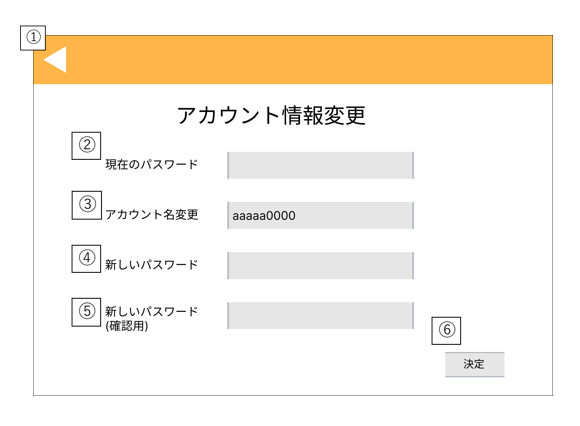 ①
アカウント情報変更
②
現在のパスワード
③
アカウント名変更
aaaaa0000
④
新しいパスワード
⑤
新しいパスワード
(確認用)
⑥
決定